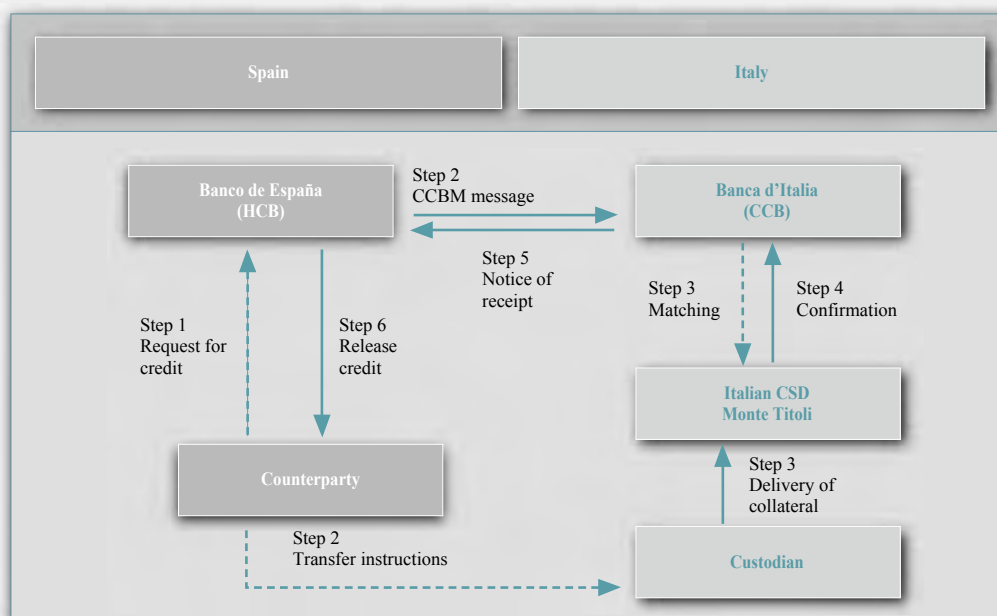 Spain
Italy
Banco de España
(HCB)
Step 2
CCBM message
Banca d’Italia
(CCB)
Step 5
Notice of
receipt
Step 1
Request for
credit
Step 6
Release
credit
Step 3
Matching
Step 4
Confirmation
Italian CSD
Monte Titoli
Counterparty
Step 3
Delivery of
collateral
Step 2
Transfer instructions
Custodian